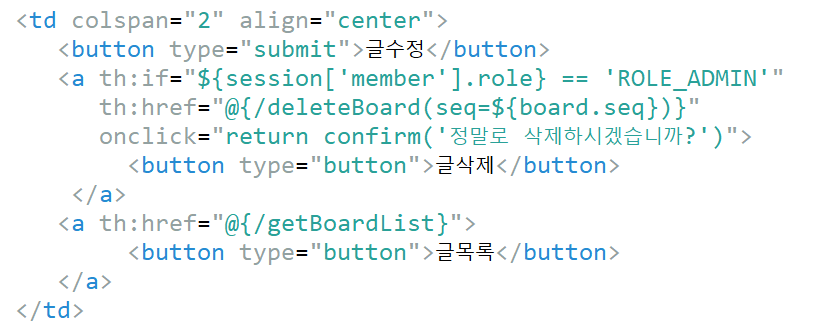 <td colspan="2" align="center">
<button type="submit">글수정</button>
<a th:if="${session['member'].role} == 'ROLE_ADMIN'"
th:href="@{/deleteBoard(seq=${board.seq})}"
onclick="return confirm('정말로 삭제하시겠습니까?')">
<button type="button">글삭제</button>
</a>
<a th:href="@{/getBoardList}">
<button type="button">글목록</button>
</a>
</td>